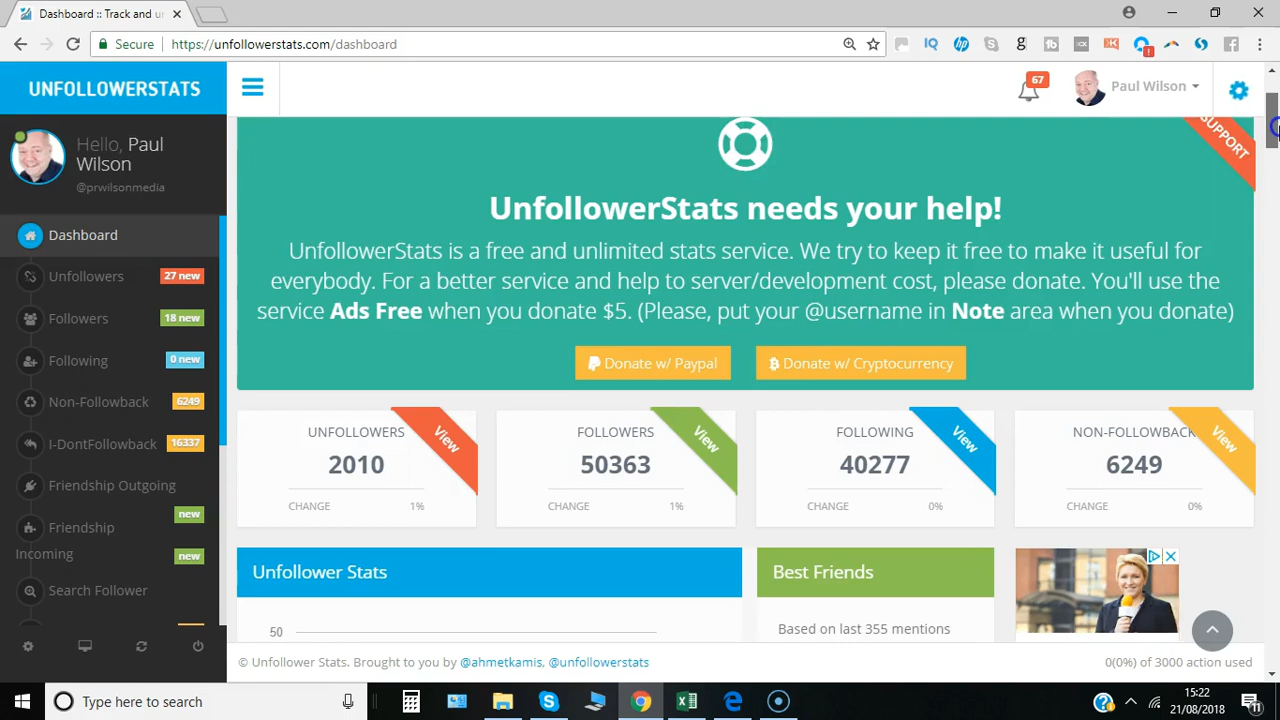 Dashboard :: Track and u
Secure
https://unfollowerstats.com/dashboard
UNFOLLOWERSTATS
67
Paul Wilson
Hello, Paul
Wilson
@prwilsonmedia
Dashboard
Unfollowers 27 new
Followers 18 new
Following 0 new
Non-Followback 6249
I-DontFollowback 16337
Friendship Outgoing
new
Friendship
Incoming
new
Search Follower
SUPPORT
UnfollowerStats needs your help!
UnfollowerStats is a free and unlimited stats service. We try to keep it free to make it useful for
everybody. For a better service and help to server/development cost, please donate. You'll use the
service Ads Free when you donate $5. (Please, put your @username in Note area when you donate)
Donate w/ Paypal
Donate w/ Cryptocurrency
UNFOLLOWERS
View
2010
CHANGE 1%
FOLLOWERS
View
50363
CHANGE 1%
FOLLOWING
View
40277
CHANGE 0%
NON-FOLLOWBACK
View
6249
CHANGE 0%
Unfollower Stats
50
Best Friends
Based on last 355 mentions
© Unfollower Stats. Brought to you by @ahmetkamis, @unfollowerstats
0(0%) of 3000 action used
Type here to search
15:22
21/08/2018
11